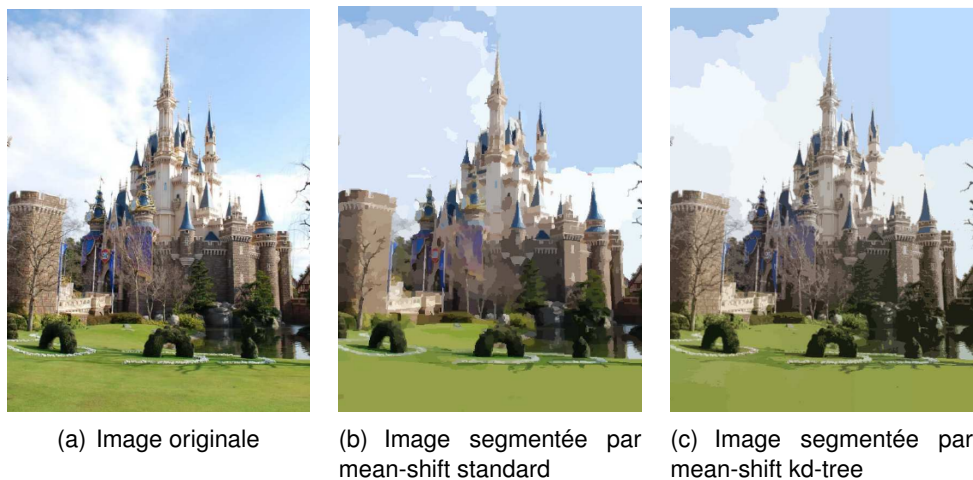 (a) Image originale
(b) Image segmentée par
mean-shift standard
(c) Image segmentée par
mean-shift kd-tree